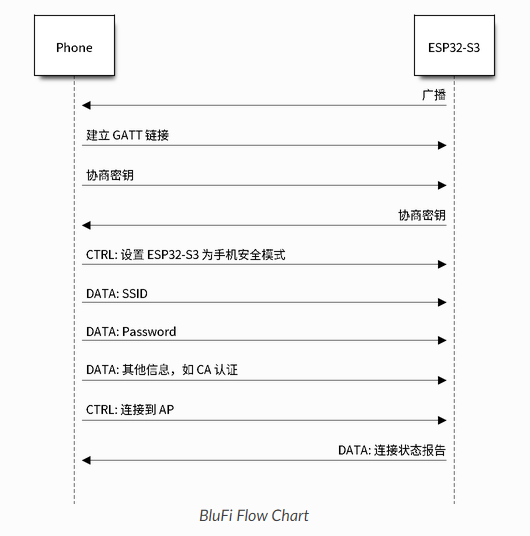 Phone
ESP32-S3
广播
建立 GATT 链接
协商密钥
协商密钥
CTRL: 设置 ESP32-S3 为手机安全模式
DATA: SSID
DATA: Password
DATA: 其他信息，如 CA 认证
CTRL: 连接到 AP
DATA: 连接状态报告
BluFi Flow Chart